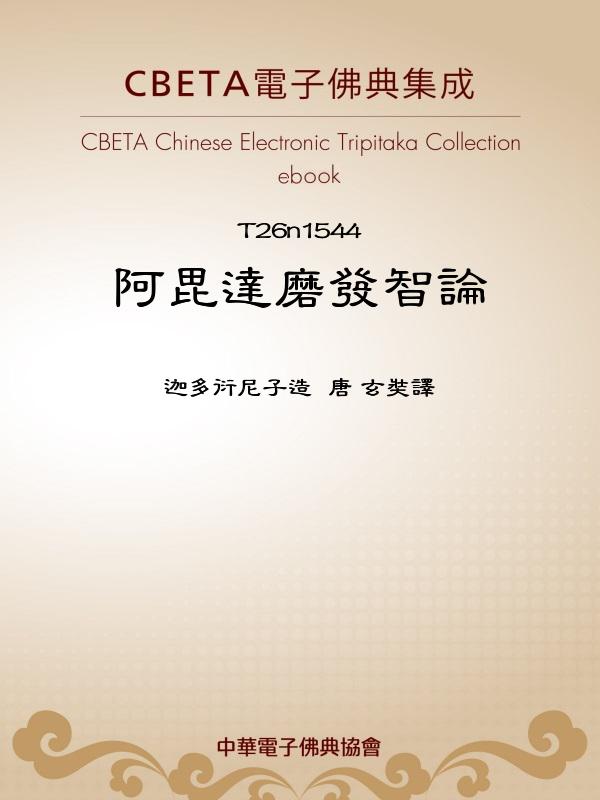 CBETA電子佛典集成
CBETA Chinese Electronic Tripitaka Collection
ebook
T26n1544
阿毘達磨發智論
迦多衍尼子造 唐 玄奘譯
中華電子佛典協會